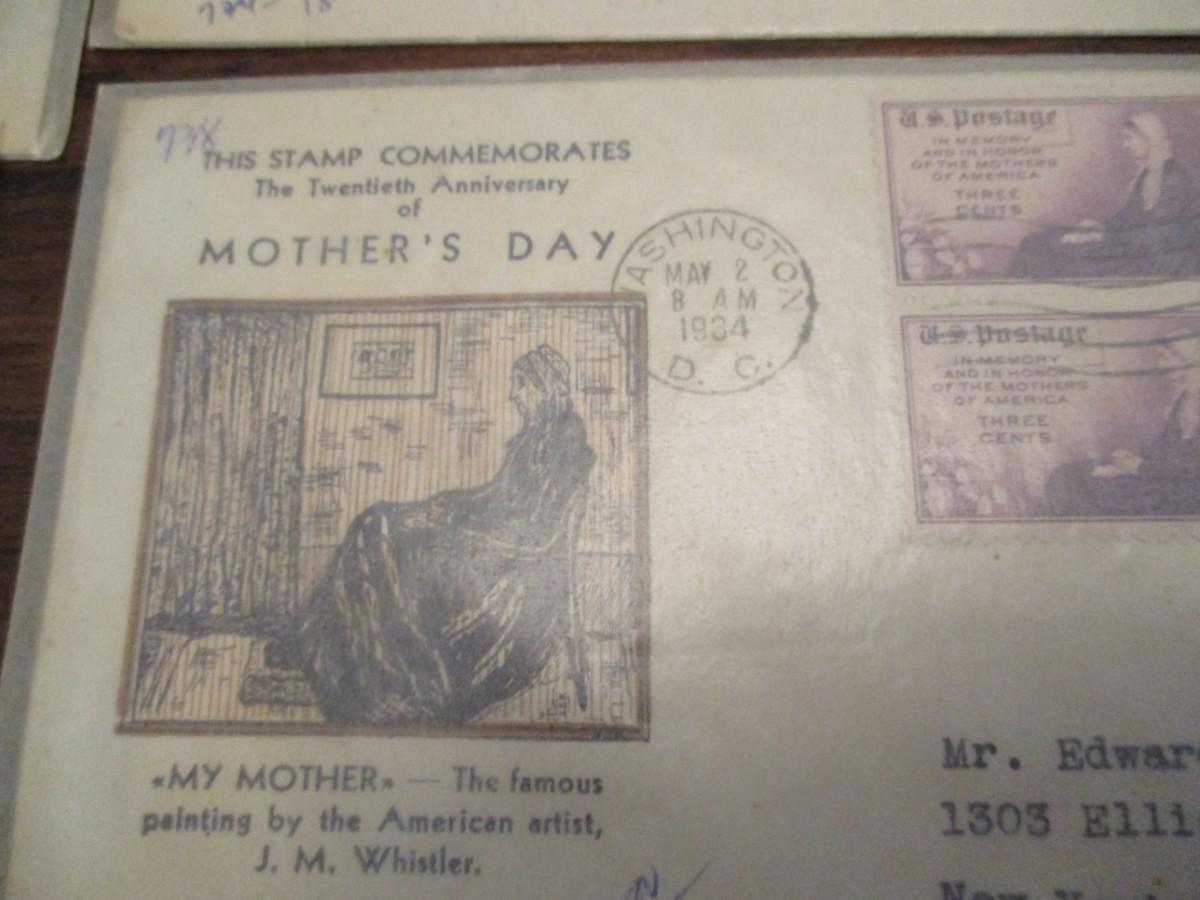 738
THIS STAMP COMMEMORATES
The Twentieth Anniversary
of
MOTHER'S DAY
WASHINGTON
MAY 2
8 AM
1934
D. C.
U.S. Postage
IN MEMORY
AND IN HONOR
OF THE MOTHERS
OF AMERICA
THREE
CENTS
U.S. Postage
IN MEMORY
AND IN HONOR
OF THE MOTHERS
OF AMERICA
THREE
CENTS
«MY MOTHER» — The famous
painting by the American artist,
J. M. Whistler.
Mr. Edwar
1303 Elli
New